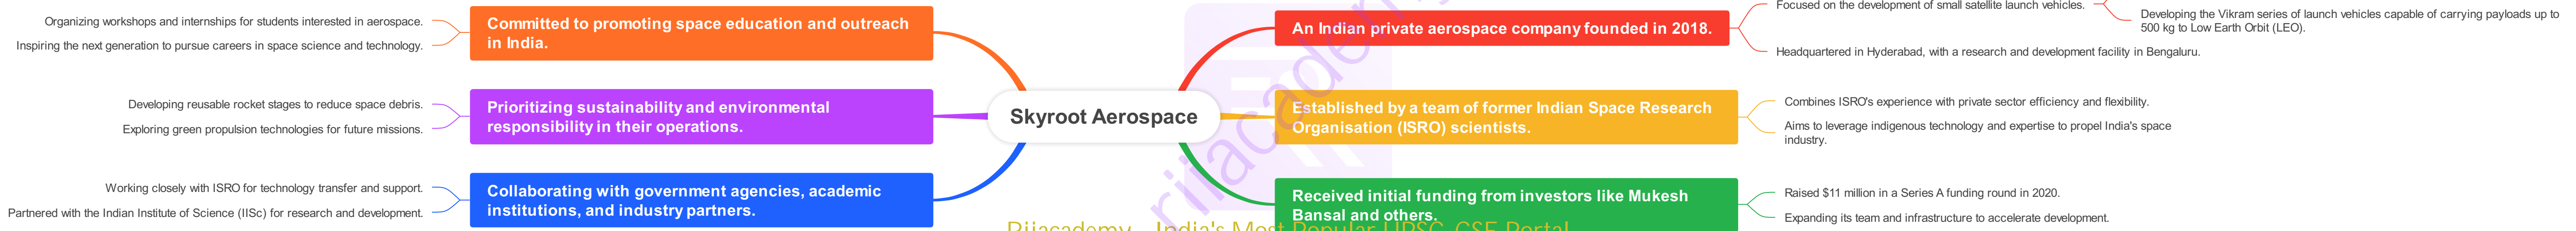 Organizing workshops and internships for students interested in aerospace.
Inspiring the next generation to pursue careers in space science and technology.
Committed to promoting space education and outreach
in India.
Developing reusable rocket stages to reduce space debris.
Exploring green propulsion technologies for future missions.
Prioritizing sustainability and environmental
responsibility in their operations.
Working closely with ISRO for technology transfer and support.
Partnered with the Indian Institute of Science (IISc) for research and development.
Collaborating with government agencies, academic
institutions, and industry partners.
Skyroot Aerospace
An Indian private aerospace company founded in 2018.
Focused on the development of small satellite launch vehicles.
Developing the Vikram series of launch vehicles capable of carrying payloads up to
500 kg to Low Earth Orbit (LEO).
Headquartered in Hyderabad, with a research and development facility in Bengaluru.
Established by a team of former Indian Space Research
Organisation (ISRO) scientists.
Combines ISRO's experience with private sector efficiency and flexibility.
Aims to leverage indigenous technology and expertise to propel India's space
industry.
Received initial funding from investors like Mukesh
Bansal and others.
Raised $11 million in a Series A funding round in 2020.
Expanding its team and infrastructure to accelerate development.
rijiacademy
Rijacademy - India's Most Popular UPSC-CSE Portal